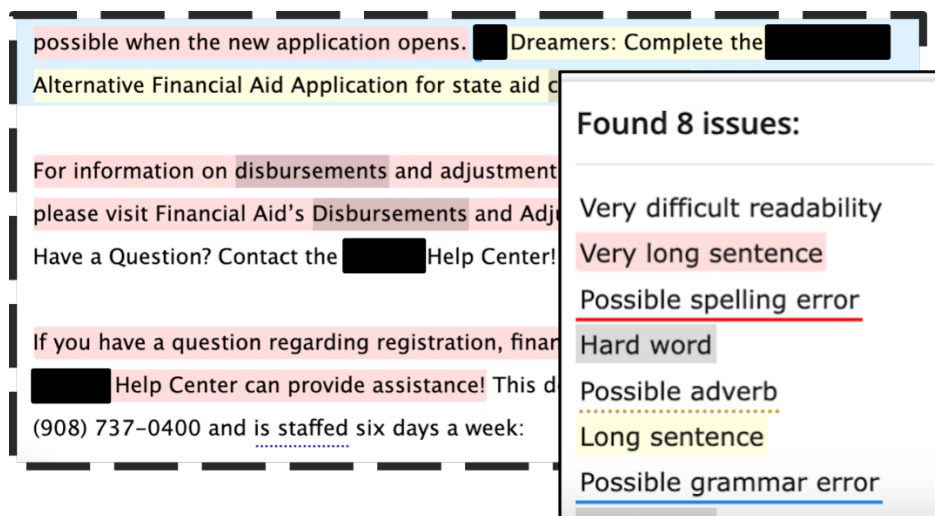 possible when the new application opens. Dreamers: Complete the
Alternative Financial Aid Application for state aid
For information on disbursements and adjustment
please visit Financial Aid's Disbursements and
Have a Question? Contact the Help Center!
If you have a question regarding registration,
Help Center can provide assistance! This
(908) 737-0400 and is staffed six days a week:
Found 8 issues:
Very difficult readability
Very long sentence
Possible spelling error
Hard word
Possible adverb
Long sentence
Possible grammar error